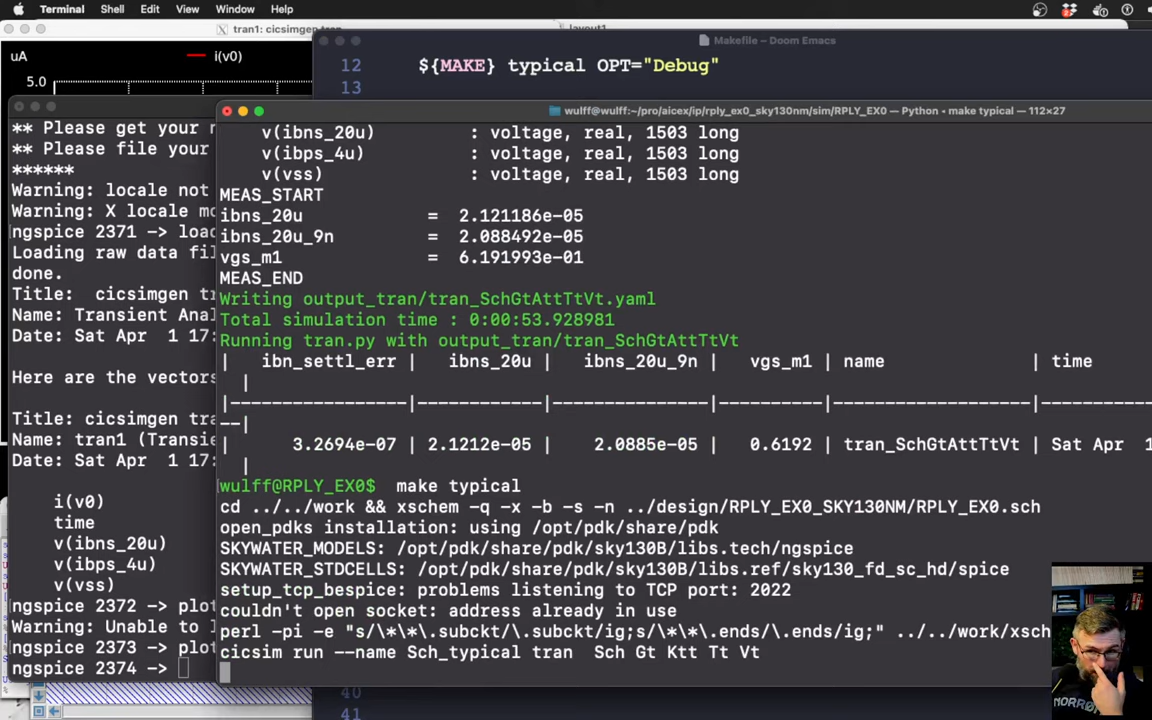 Terminal Shell Edit View Window Help
tran1: cicsimgen tran
layout1
Makefile – Doom Emacs
uA
i(v0)
5.0
12 ${MAKE} typical OPT="Debug"
13
wulff@wulff:~/pro/aicex/ip/rply_ex0_sky130nm/sim/RPLY_EX0 — Python • make typical — 112×27
** Please get your
** Please file your
******
Warning: locale not
Warning: X locale mo
ngspice 2371 -> load
Loading raw data fil
done.
Title: cicsimgen tr
Name: Transient Anal
Date: Sat Apr 1 17:
Here are the vectors
Title: cicsimgen tr
Name: tran1 (Transie
Date: Sat Apr 1 17:
i(v0)
time
v(ibns_20u)
v(ibps_4u)
v(vss)
ngspice 2372 -> plot
Warning: Unable to l
ngspice 2373 -> plot
ngspice 2374 ->
v(ibns_20u) : voltage, real, 1503 long
v(ibps_4u) : voltage, real, 1503 long
v(vss) : voltage, real, 1503 long
MEAS_START
ibns_20u = 2.121186e-05
ibns_20u_9n = 2.088492e-05
vgs_m1 = 6.191993e-01
MEAS_END
Writing output_tran/tran_SchGtAttTtVt.yaml
Total simulation time : 0:00:53.928981
Running tran.py with output_tran/tran_SchGtAttTtVt
| ibn_settl_err | ibns_20u | ibns_20u_9n | vgs_m1 | name | time
|
|-----------------|------------|---------------|----------|--------------------|------------
--|
| 3.2694e-07 | 2.1212e-05 | 2.0885e-05 | 0.6192 | tran_SchGtAttTtVt | Sat Apr 1
|
wulff@RPLY_EX0$ make typical
cd ../../work && xschem -q -x -b -s -n ../design/RPLY_EX0_SKY130NM/RPLY_EX0.sch
open_pdks installation: using /opt/pdk/share/pdk
SKYWATER_MODELS: /opt/pdk/share/pdk/sky130B/libs.tech/ngspice
SKYWATER_STDCELLS: /opt/pdk/share/pdk/sky130B/libs.ref/sky130_fd_sc_hd/spice
setup_tcp_bespice: problems listening to TCP port: 2022
couldn't open socket: address already in use
perl -pi -e "s/\*\*\.subckt/\.subckt/ig;s/\*\*\.ends/\.ends/ig;" ../../work/xsch
cicsim run --name Sch_typical tran Sch Gt Ktt Tt Vt
40
41
NORRØN